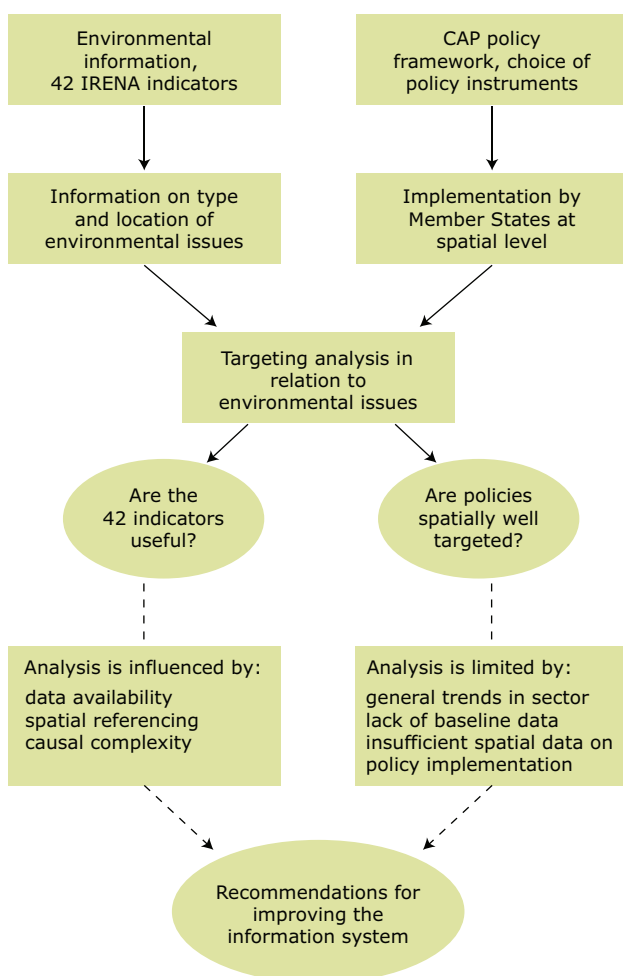 Environmental
information,
42 IRENA indicators
CAP policy
framework, choice of
policy instruments
Information on type
and location of
environmental issues
Implementation by
Member States at
spatial level
Targeting analysis in
relation to
environmental issues
Are the
42 indicators
useful?
Are policies
spatially well
targeted?
Analysis is influenced by:
data availability
spatial referencing
causal complexity
Analysis is limited by:
general trends in sector
lack of baseline data
insufficient spatial data on
policy implementation
Recommendations for
improving the
information system